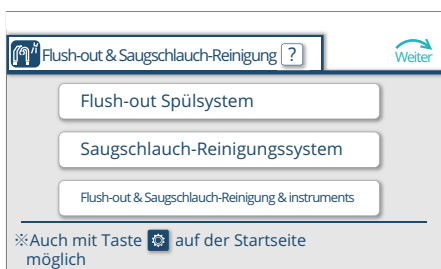 Flush-out & Saugschlauch-Reinigung ?
Weiter
Flush-out Spülsystem
Saugschlauch-Reinigungssystem
Flush-out & Saugschlauch-Reinigung & instruments
※Auch mit Taste auf der Startseite
möglich